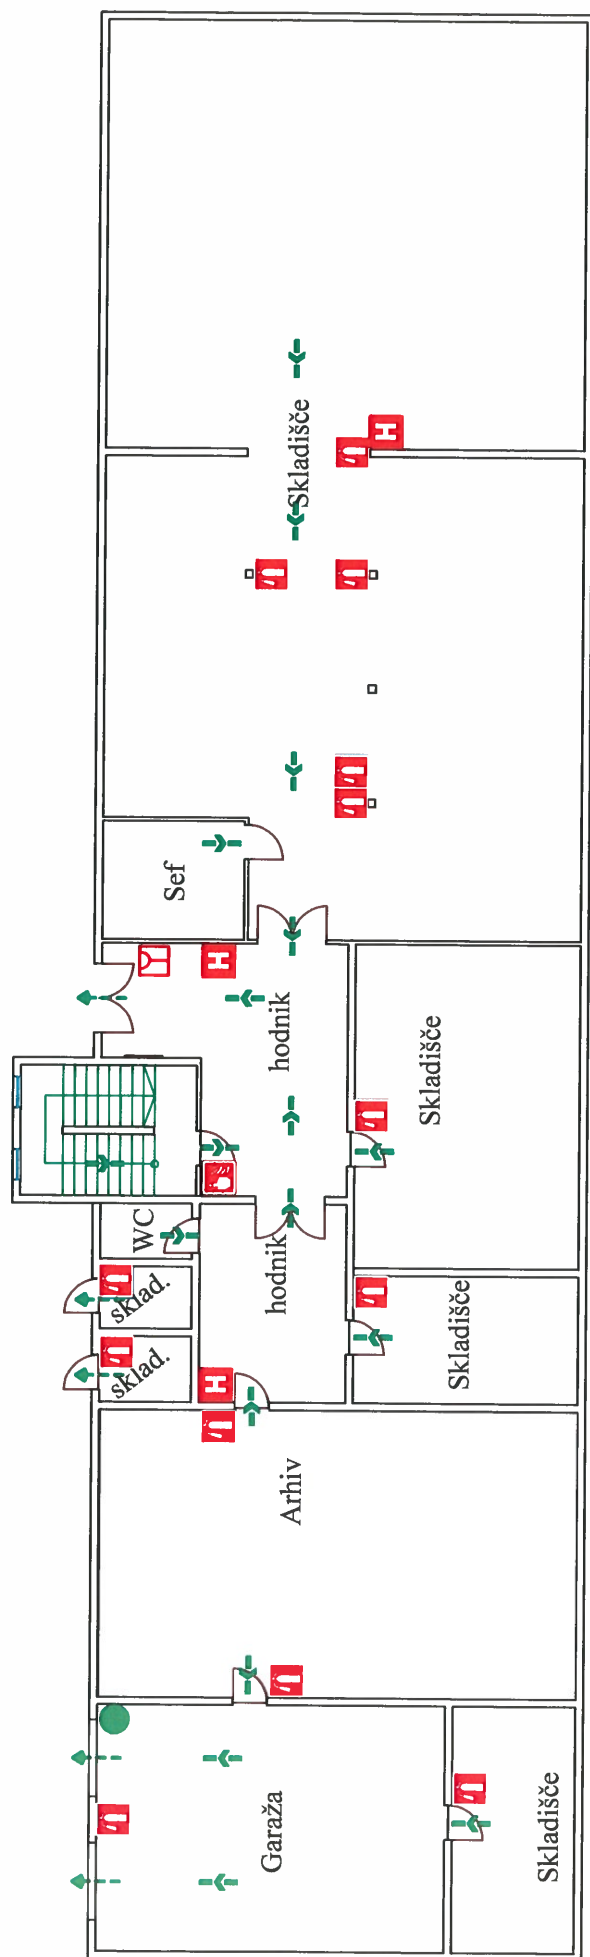 Garaža
Skladišče
Arhiv
sklad.
sklad.
WC
hodnik
Skladišče
hodnik
Skladišče
Sef
Skladišče
H
H
H